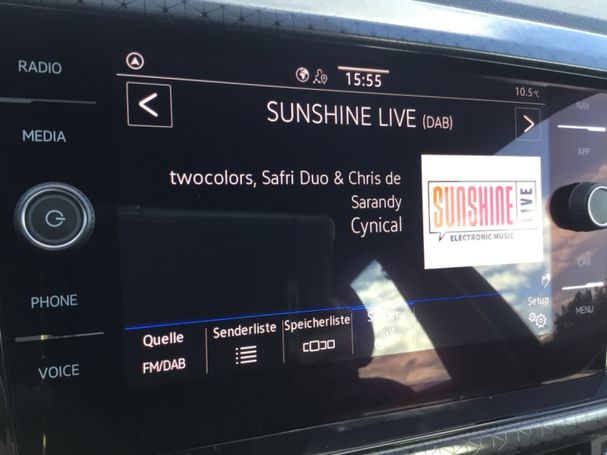 RADIO
MEDIA
PHONE
VOICE
15:55
10.5°C
SUNSHINE LIVE (DAB)
twocolors, Safri Duo & Chris de
Sarandy
Cynical
SUNSHINE
LIVE
ELECTRONIC MUSIC
Quelle
FM/DAB
Senderliste
Speicherliste
Setup
NAV
APP
CAR
MENU